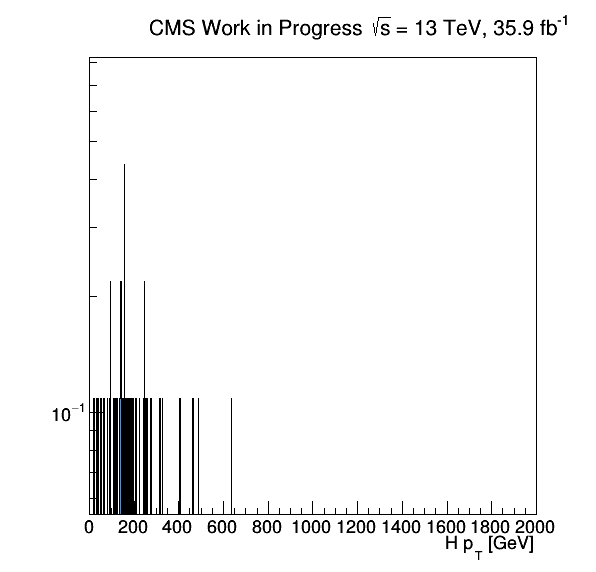 CMS Work in Progress √s = 13 TeV, 35.9 fb⁻¹
10⁻¹
0 200 400 600 800 1000 1200 1400 1600 1800 2000
H p_T [GeV]